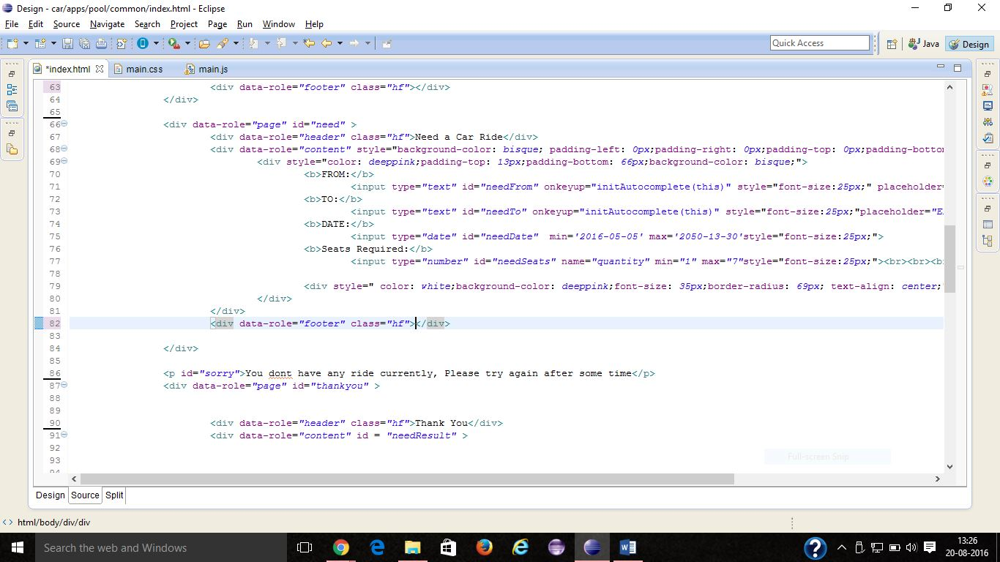 Design - car/apps/pool/common/index.html - Eclipse
File Edit Source Navigate Search Project Page Run Window Help
Quick Access
Java
Design
*index.html
main.css
main.js
63 <div data-role="footer" class="hf"></div>
64 </div>
65
66 <div data-role="page" id="need" >
67 <div data-role="header" class="hf">Need a Car Ride</div>
68 <div data-role="content" style="background-color: bisque; padding-left: 0px;padding-right: 0px;padding-top: 0px;padding-bottom
69 <div style="color: deeppink;padding-top: 13px;padding-bottom: 66px;background-color: bisque;">
70 <b>FROM:</b>
71 <input type="text" id="needFrom" onkeyup="initAutocomplete(this)" style="font-size:25px;" placeholder=
72 <b>TO:</b>
73 <input type="text" id="needTo" onkeyup="initAutocomplete(this)" style="font-size:25px;"placeholder="E
74 <b>DATE:</b>
75 <input type="date" id="needDate"  min='2016-05-05' max='2050-13-30'style="font-size:25px;">
76 <b>Seats Required:</b>
77 <input type="number" id="needSeats" name="quantity" min="1" max="7"style="font-size:25px;"><br><br><b
78
79 <div style=" color: white;background-color: deeppink;font-size: 35px;border-radius: 69px; text-align: center;
80 </div>
81 </div>
82 <div data-role="footer" class="hf"></div>
83
84 </div>
85
86 <p id="sorry">You dont have any ride currently, Please try again after some time</p>
87 <div data-role="page" id="thankyou" >
88
89
90 <div data-role="header" class="hf">Thank You</div>
91 <div data-role="content" id = "needResult" >
92
93
94
Full-screen Snip
Design Source Split
html/body/div/div
Search the web and Windows
13:26
20-08-2016